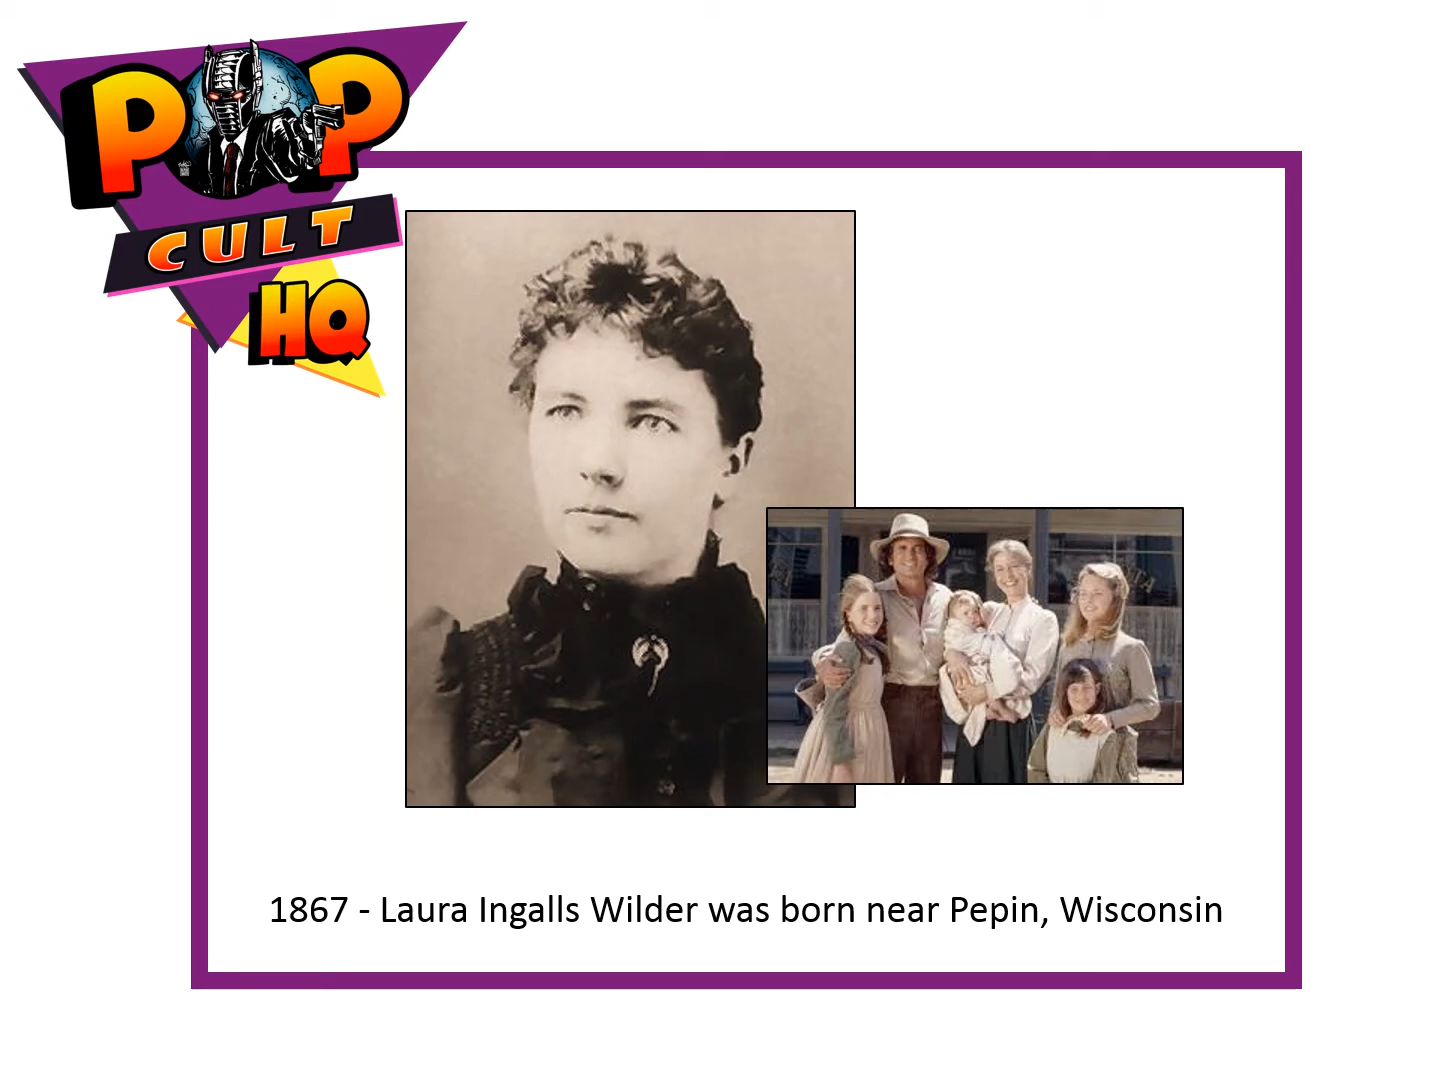 POP
CULT
HQ
1867 - Laura Ingalls Wilder was born near Pepin, Wisconsin